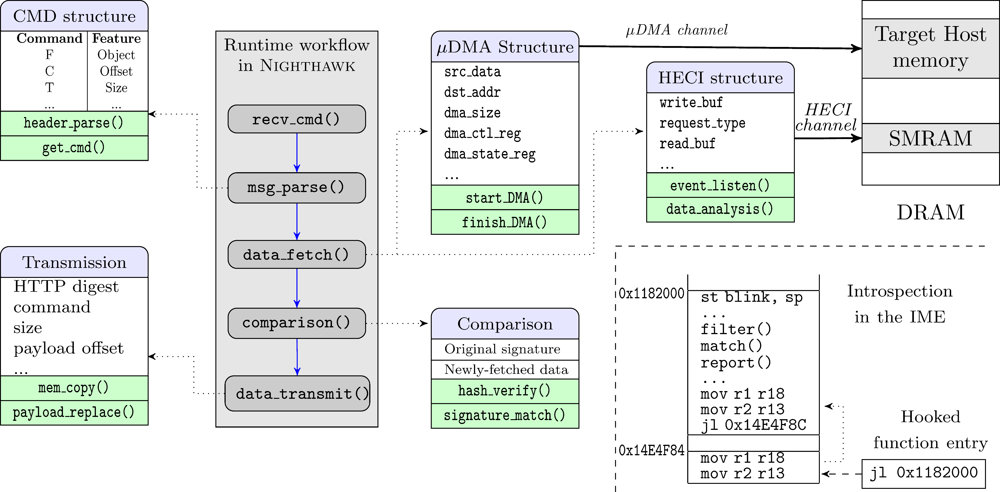 CMD structure
Command Feature
F Object
C Offset
T Size
... ...
header_parse()
get_cmd()
Transmission
HTTP digest
command
size
payload offset
...
mem_copy()
payload_replace()
Runtime workflow
in NIGHTHAWK
recv_cmd()
msg_parse()
data_fetch()
comparison()
data_transmit()
μDMA Structure
src_data
dst_addr
dma_size
dma_ctl_reg
dma_state_reg
...
start_DMA()
finish_DMA()
Comparison
Original signature
Newly-fetched data
hash_verify()
signature_match()
μDMA channel
HECI structure
write_buf
request_type
read_buf
...
event_listen()
data_analysis()
HECI
channel
Target Host
memory
SMRAM
DRAM
0x1182000
st blink, sp
...
filter()
match()
report()
...
mov r1 r18
mov r2 r13
jl 0x14E4F8C
0x14E4F84
mov r1 r18
mov r2 r13
Introspection
in the IME
Hooked
function entry
jl 0x1182000